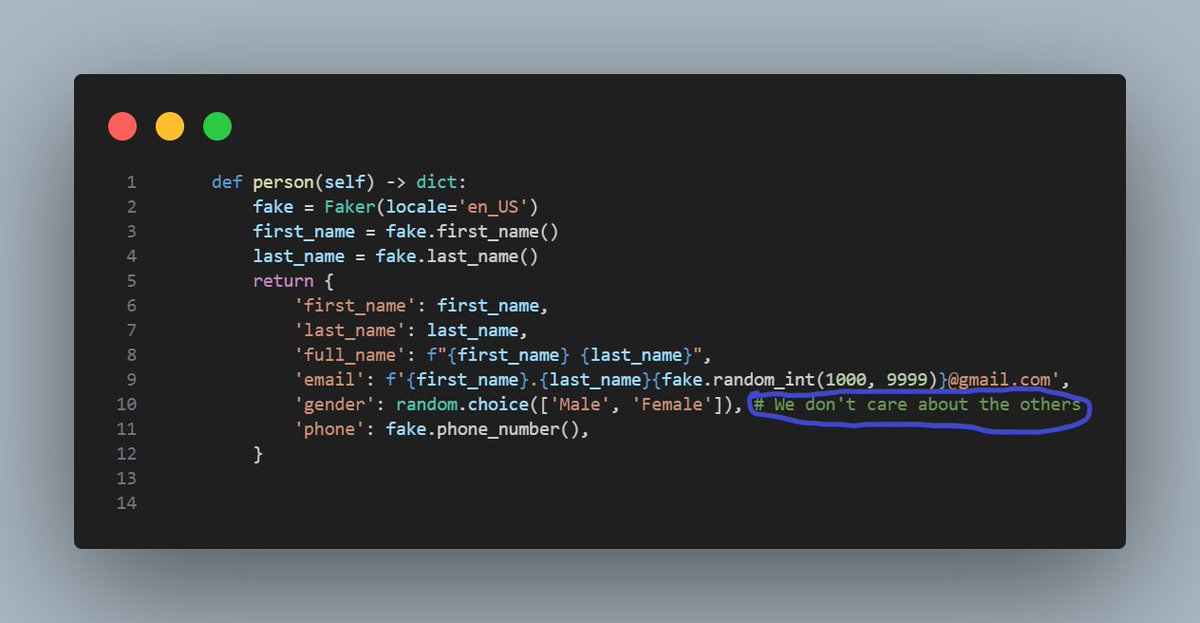 1 def person(self) -> dict:
2 fake = Faker(locale='en_US')
3 first_name = fake.first_name()
4 last_name = fake.last_name()
5 return {
6 'first_name': first_name,
7 'last_name': last_name,
8 'full_name': f"{first_name} {last_name}",
9 'email': f'{first_name}.{last_name}{fake.random_int(1000, 9999)}@gmail.com',
10 'gender': random.choice(['Male', 'Female']), # We don't care about the others
11 'phone': fake.phone_number(),
12 }
13
14